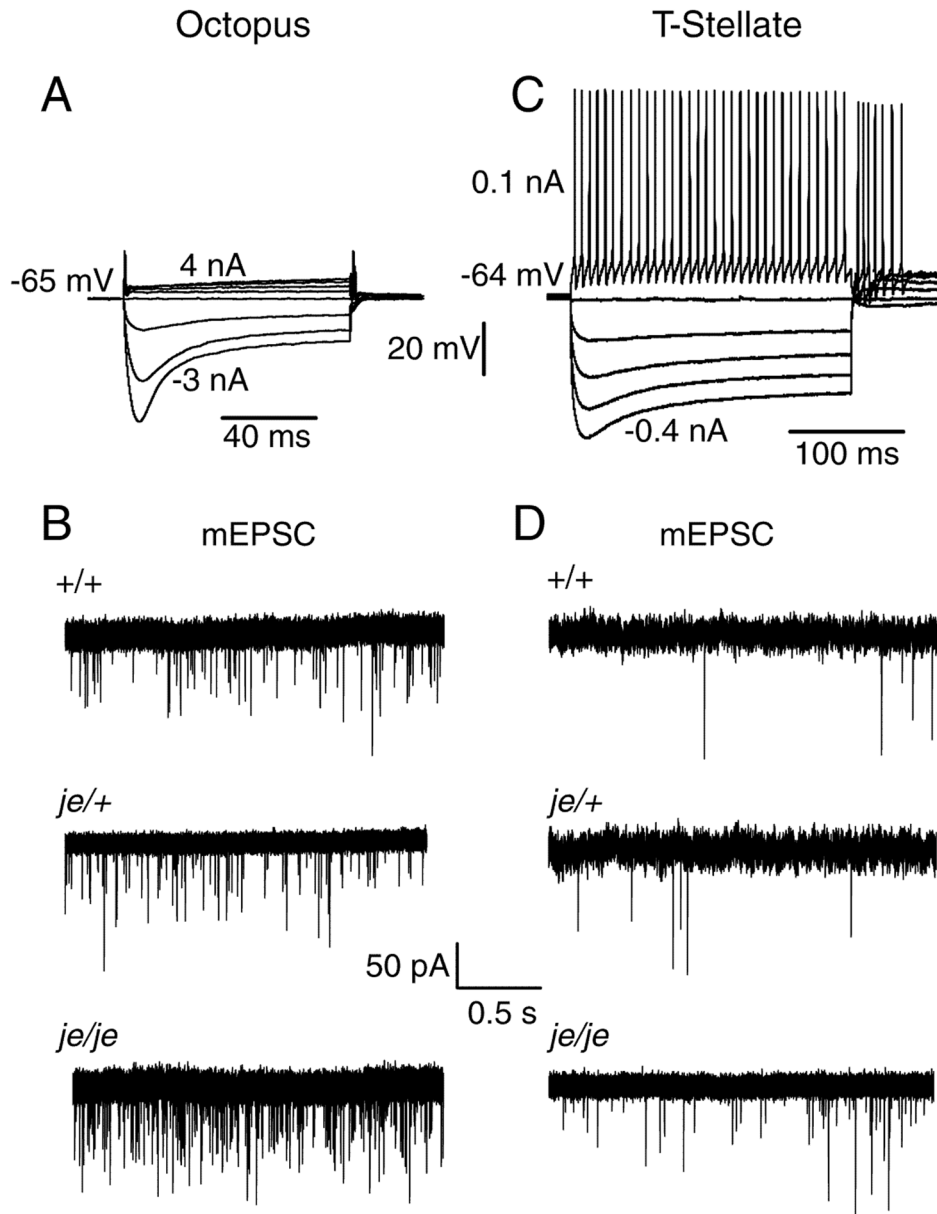 Octopus
T-Stellate
A
4 nA
-65 mV
-3 nA
40 ms
20 mV
C
0.1 nA
-64 mV
-0.4 nA
100 ms
B
mEPSC
+/+
je/+
je/je
50 pA
0.5 s
D
mEPSC
+/+
je/+
je/je